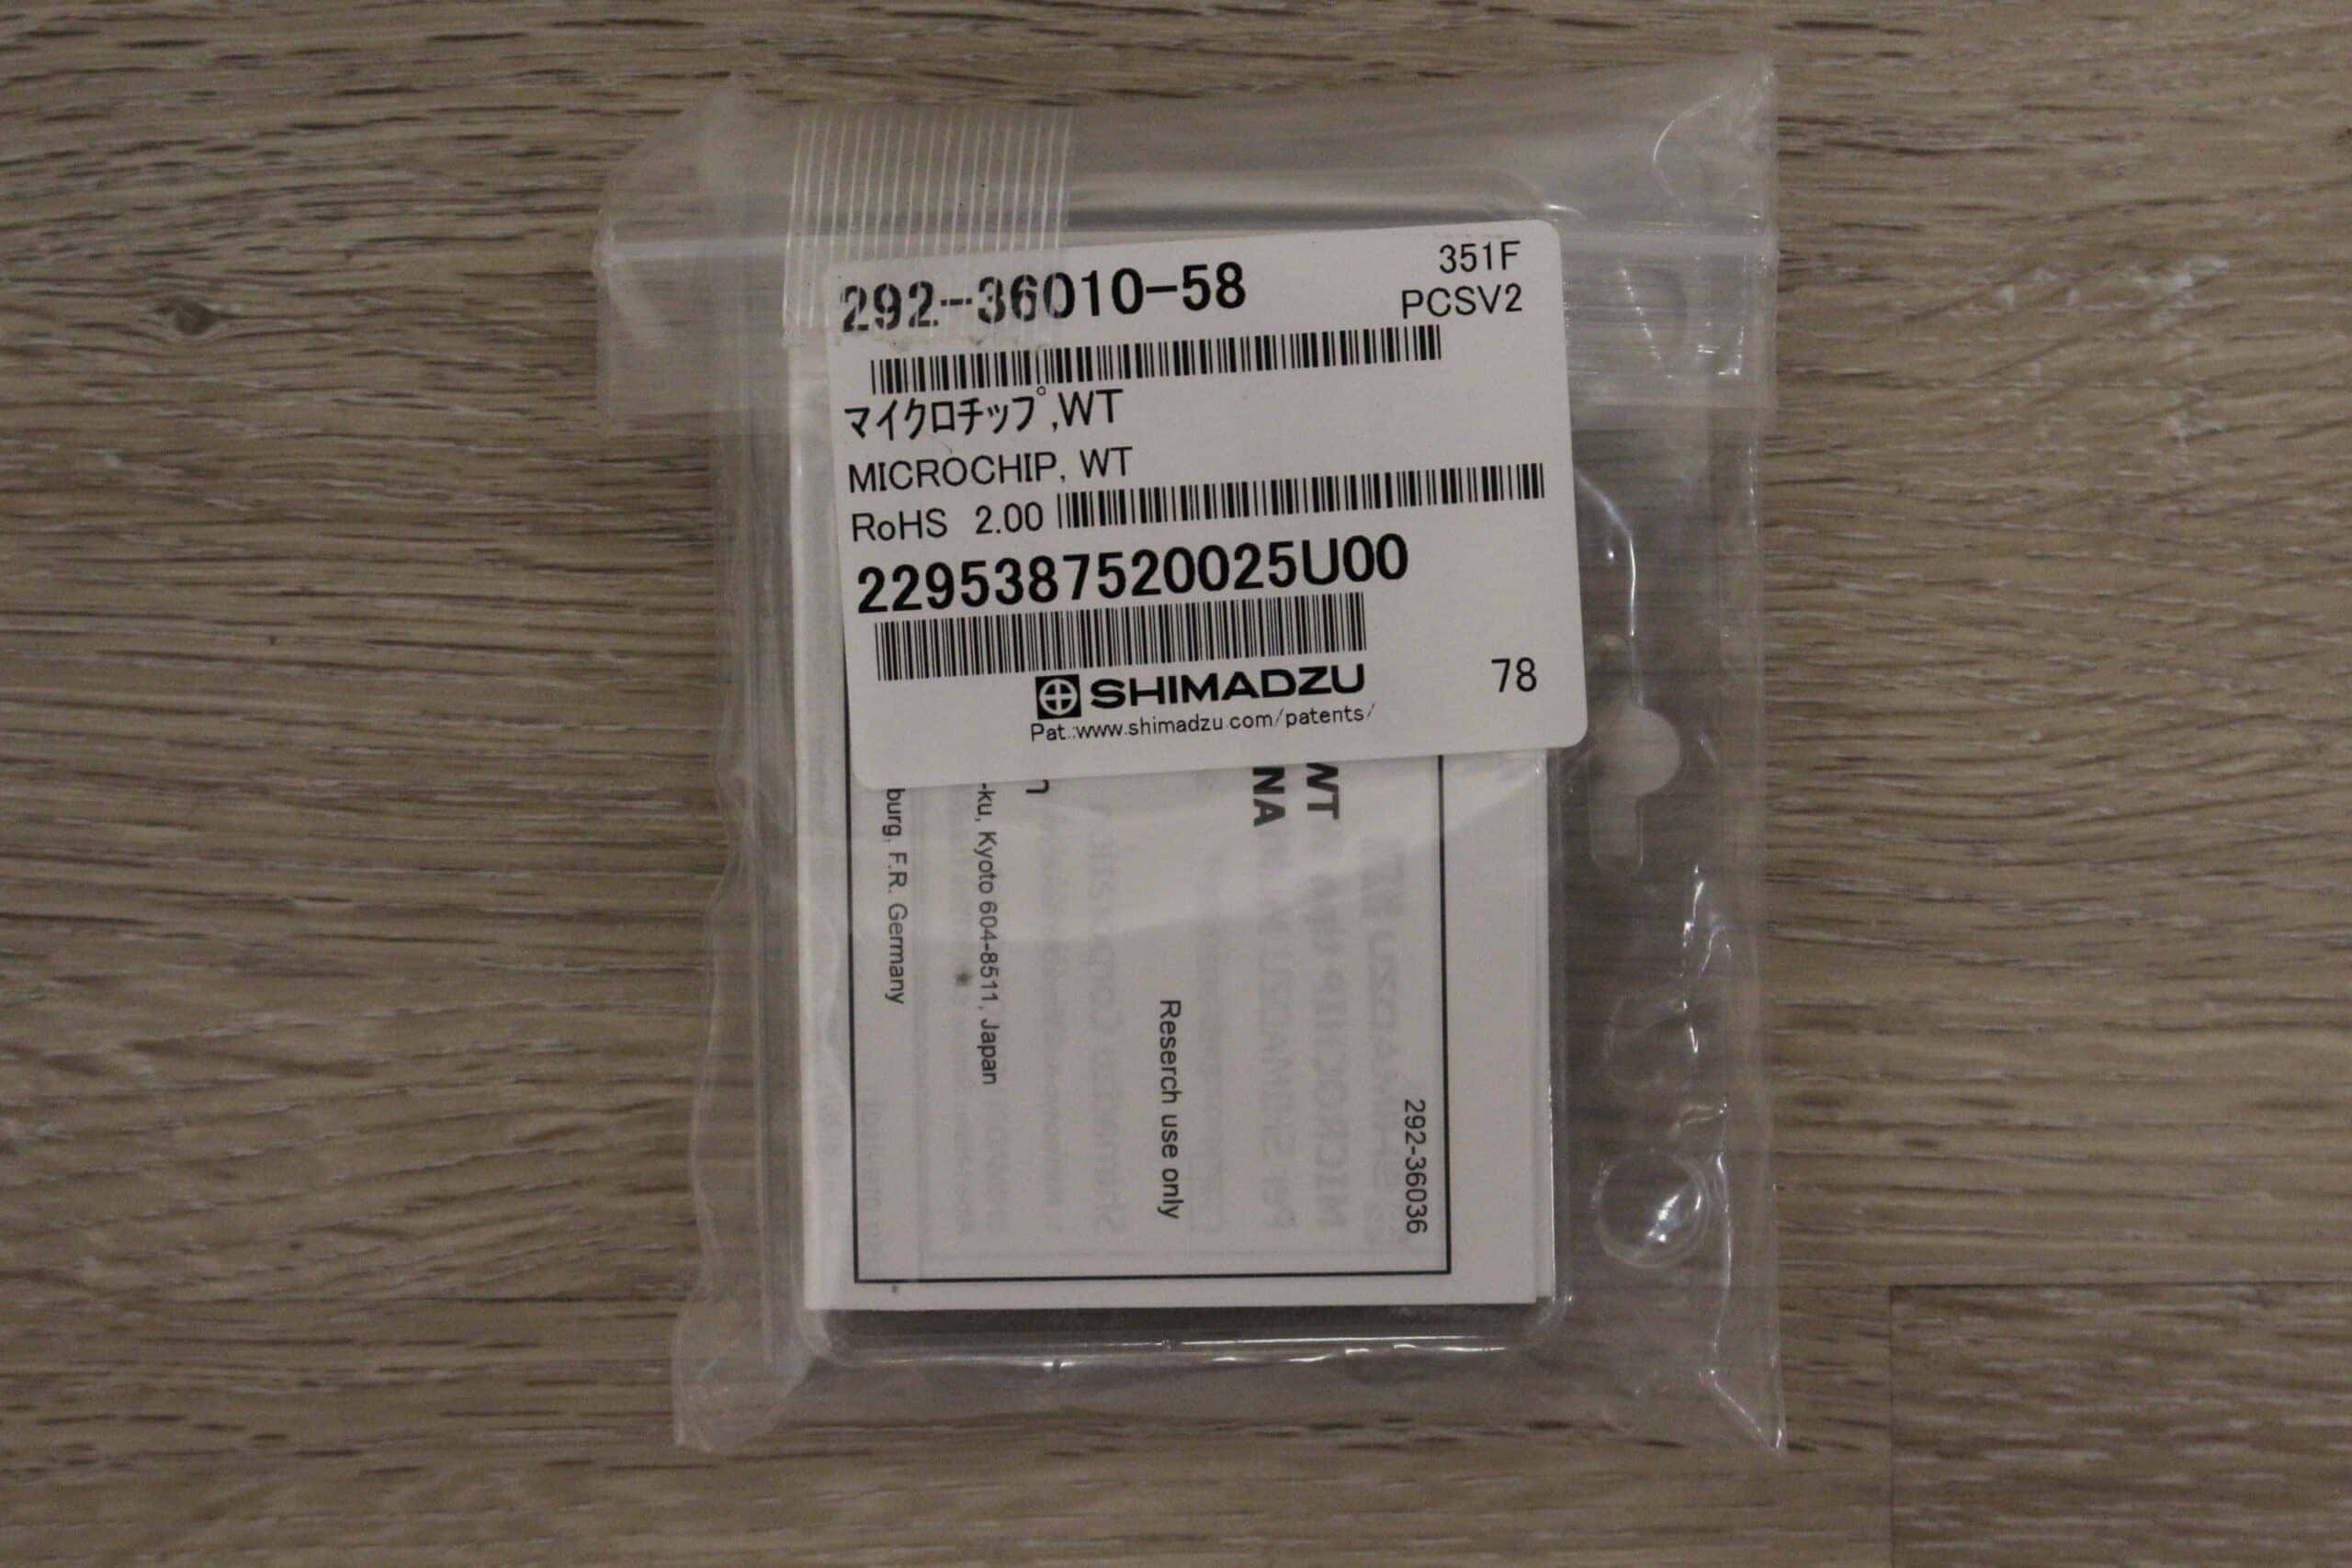 292-36010-58
351F
PCSV2
マイクロチップ,WT
MICROCHIP, WT
RoHS 2.00
2295387520025U00
SHIMADZU
78
Pat.:www.shimadzu.com/patents/
292-36036
WT
NA
Reserch use only
-ku, Kyoto 604-8511, Japan
burg, F.R. Germany